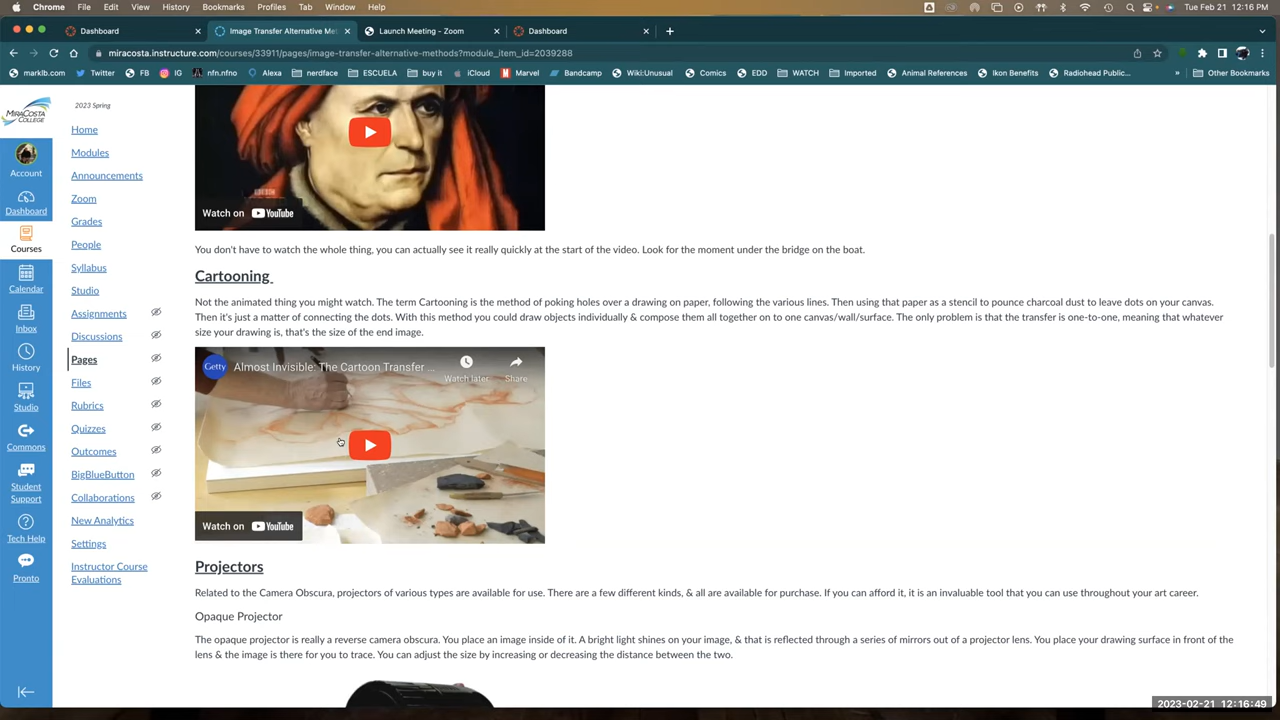 Chrome File Edit View History Bookmarks Profiles Tab Window Help Tue Feb 21 12:16 PM
Dashboard Image Transfer Alternative Met Launch Meeting - Zoom Dashboard
miracosta.instructure.com/courses/33911/pages/image-transfer-alternative-methods?module_item_id=2039288
marklb.com Twitter FB IG nfn.nfno Alexa nerdface ESCUELA buy it iCloud Marvel Bandcamp Wiki:Unusual Comics EDD WATCH Imported Animal References Ikon Benefits Radiohead Public... » Other Bookmarks
MIRACOSTA COLLEGE
Account
Dashboard
Courses
Calendar
Inbox
History
Studio
Commons
Student Support
Tech Help
Pronto
2023 Spring
Home
Modules
Announcements
Zoom
Grades
People
Syllabus
Studio
Assignments
Discussions
Pages
Files
Rubrics
Quizzes
Outcomes
BigBlueButton
Collaborations
New Analytics
Settings
Instructor Course
Evaluations
BBC
Watch on YouTube
You don't have to watch the whole thing, you can actually see it really quickly at the start of the video. Look for the moment under the bridge on the boat.
Cartooning
Not the animated thing you might watch. The term Cartooning is the method of poking holes over a drawing on paper, following the various lines. Then using that paper as a stencil to pounce charcoal dust to leave dots on your canvas.
Then it's just a matter of connecting the dots. With this method you could draw objects individually & compose them all together on to one canvas/wall/surface. The only problem is that the transfer is one-to-one, meaning that whatever
size your drawing is, that's the size of the end image.
Getty Almost Invisible: The Cartoon Transfer ...
Watch later Share
Watch on YouTube
Projectors
Related to the Camera Obscura, projectors of various types are available for use. There are a few different kinds, & all are available for purchase. If you can afford it, it is an invaluable tool that you can use throughout your art career.
Opaque Projector
The opaque projector is really a reverse camera obscura. You place an image inside of it. A bright light shines on your image, & that is reflected through a series of mirrors out of a projector lens. You place your drawing surface in front of the
lens & the image is there for you to trace. You can adjust the size by increasing or decreasing the distance between the two.
2023-02-21 12:16:49